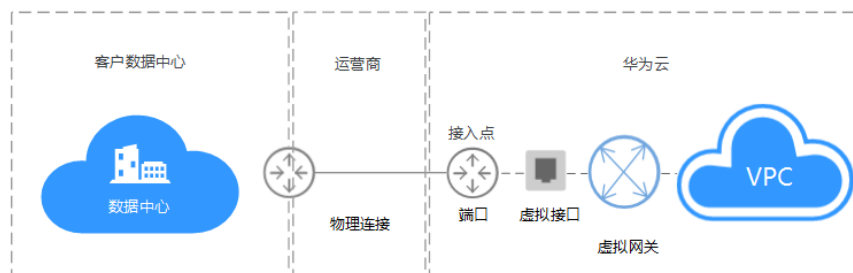 客户数据中心
运营商
华为云
接入点
数据中心
VPC
物理连接
端口
虚拟接口
虚拟网关